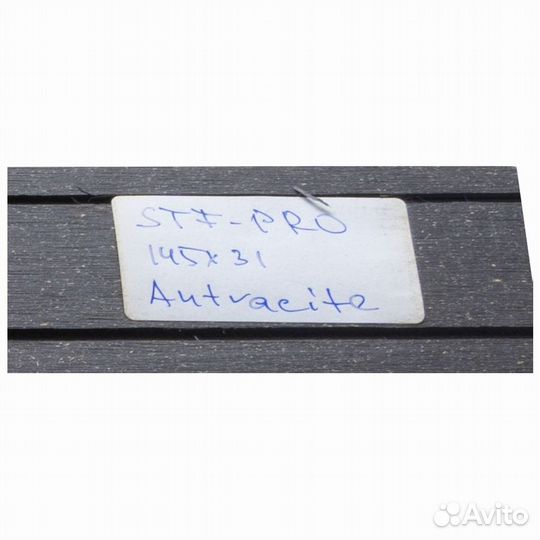 STF-PRO
145x31
Antracite
Avito